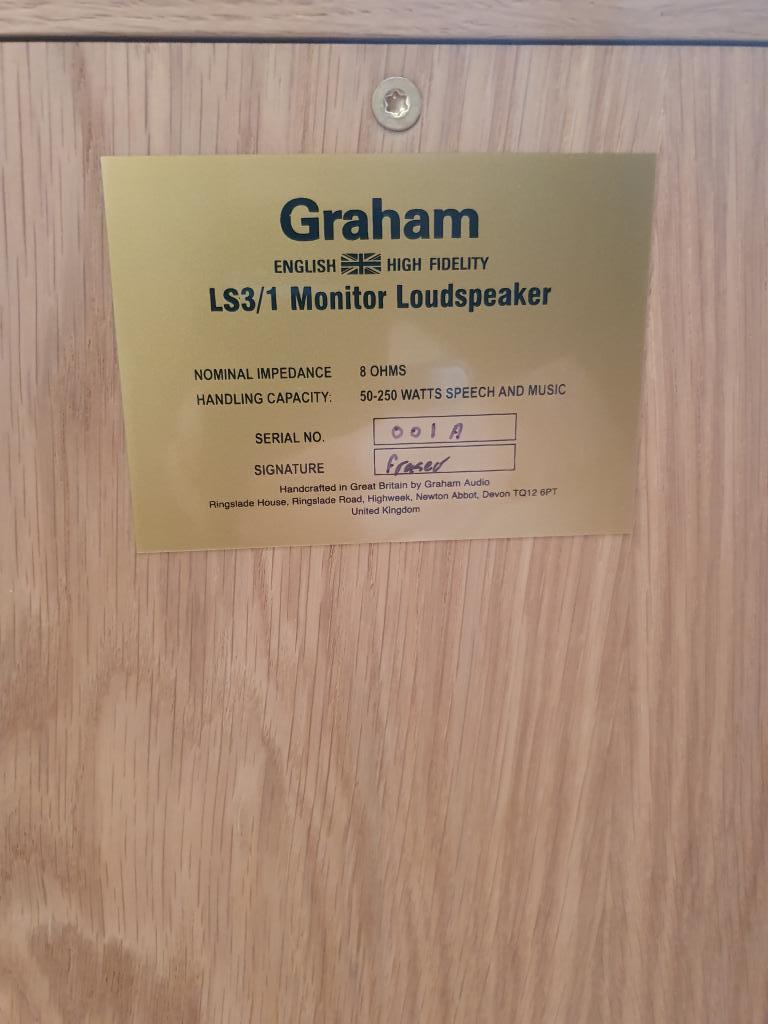 Graham
ENGLISH HIGH FIDELITY
LS3/1 Monitor Loudspeaker
NOMINAL IMPEDANCE 8 OHMS
HANDLING CAPACITY: 50-250 WATTS SPEECH AND MUSIC
SERIAL NO. 001A
SIGNATURE Fraser
Handcrafted in Great Britain by Graham Audio
Ringslade House, Ringslade Road, Highweek, Newton Abbot, Devon TQ12 6PT
United Kingdom